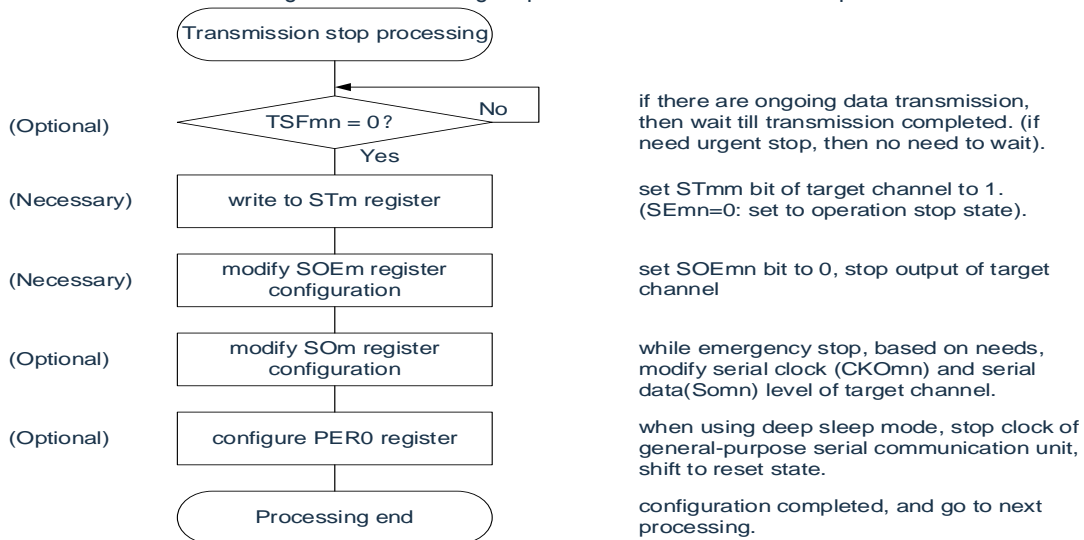 Transmission stop processing
(Optional)
TSFmn = 0?
No
Yes
if there are ongoing data transmission,
then wait till transmission completed. (if
need urgent stop, then no need to wait).
(Necessary)
write to STm register
set STmm bit of target channel to 1.
(SEmn=0: set to operation stop state).
(Necessary)
modify SOEm register
configuration
set SOEmn bit to 0, stop output of target
channel
(Optional)
modify SOm register
configuration
while emergency stop, based on needs,
modify serial clock (CKOmn) and serial
data(Somn) level of target channel.
(Optional)
configure PER0 register
when using deep sleep mode, stop clock of
general-purpose serial communication unit,
shift to reset state.
Processing end
configuration completed, and go to next
processing.